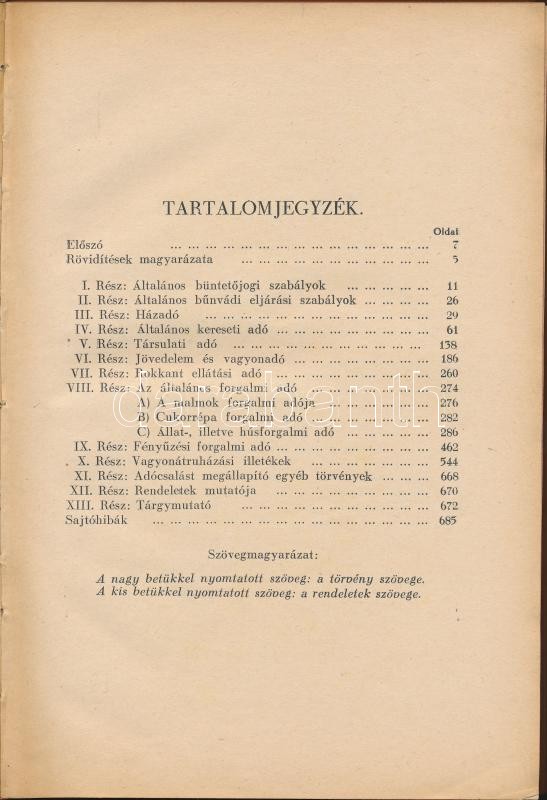 TARTALOMJEGYZÉK.
Oldal
Előszó ... ... ... ... ... ... ... ... ... ... ... ... ... ... ... 7
Rövidítések magyarázata ... ... ... ... ... ... ... ... ... ... ... 5
I. Rész: Általános büntetőjogi szabályok ... ... ... ... ... 11
II. Rész: Általános bűnvádi eljárási szabályok ... ... ... ... 26
III. Rész: Házadó ... ... ... ... ... ... ... ... ... ... ... ... ... 29
IV. Rész: Általános kereseti adó ... ... ... ... ... ... ... ... ... 61
V. Rész: Társulati adó ... ... ... ... ... ... ... ... ... ... ... 138
VI. Rész: Jövedelem és vagyonadó ... ... ... ... ... ... ... ... 186
VII. Rész: Rokkant ellátási adó ... ... ... ... ... ... ... ... ... 260
VIII. Rész: Az általános forgalmi adó ... ... ... ... ... ... ... 274
A) A malmok forgalmi adója ... ... ... ... ... ... 276
B) Cukorrépa forgalmi adó ... ... ... ... ... ... ... 282
C) Állat-, illetve húsforgalmi adó ... ... ... ... ... 286
IX. Rész: Fényűzési forgalmi adó ... ... ... ... ... ... ... ... ... 462
X. Rész: Vagyonátruházási illetékek ... ... ... ... ... ... ... 544
XI. Rész: Adócsalást megállapító egyéb törvények ... ... ... 668
XII. Rész: Rendeletek mutatója ... ... ... ... ... ... ... ... ... 670
XIII. Rész: Tárgymutató ... ... ... ... ... ... ... ... ... ... ... 672
Sajtóhibák ... ... ... ... ... ... ... ... ... ... ... ... ... ... ... ... 685
Szövegmagyarázat:
A nagy betükkel nyomtatott szöveg: a törvény szövege.
A kis betükkel nyomtatott szöveg: a rendeletek szövege.
darabanth